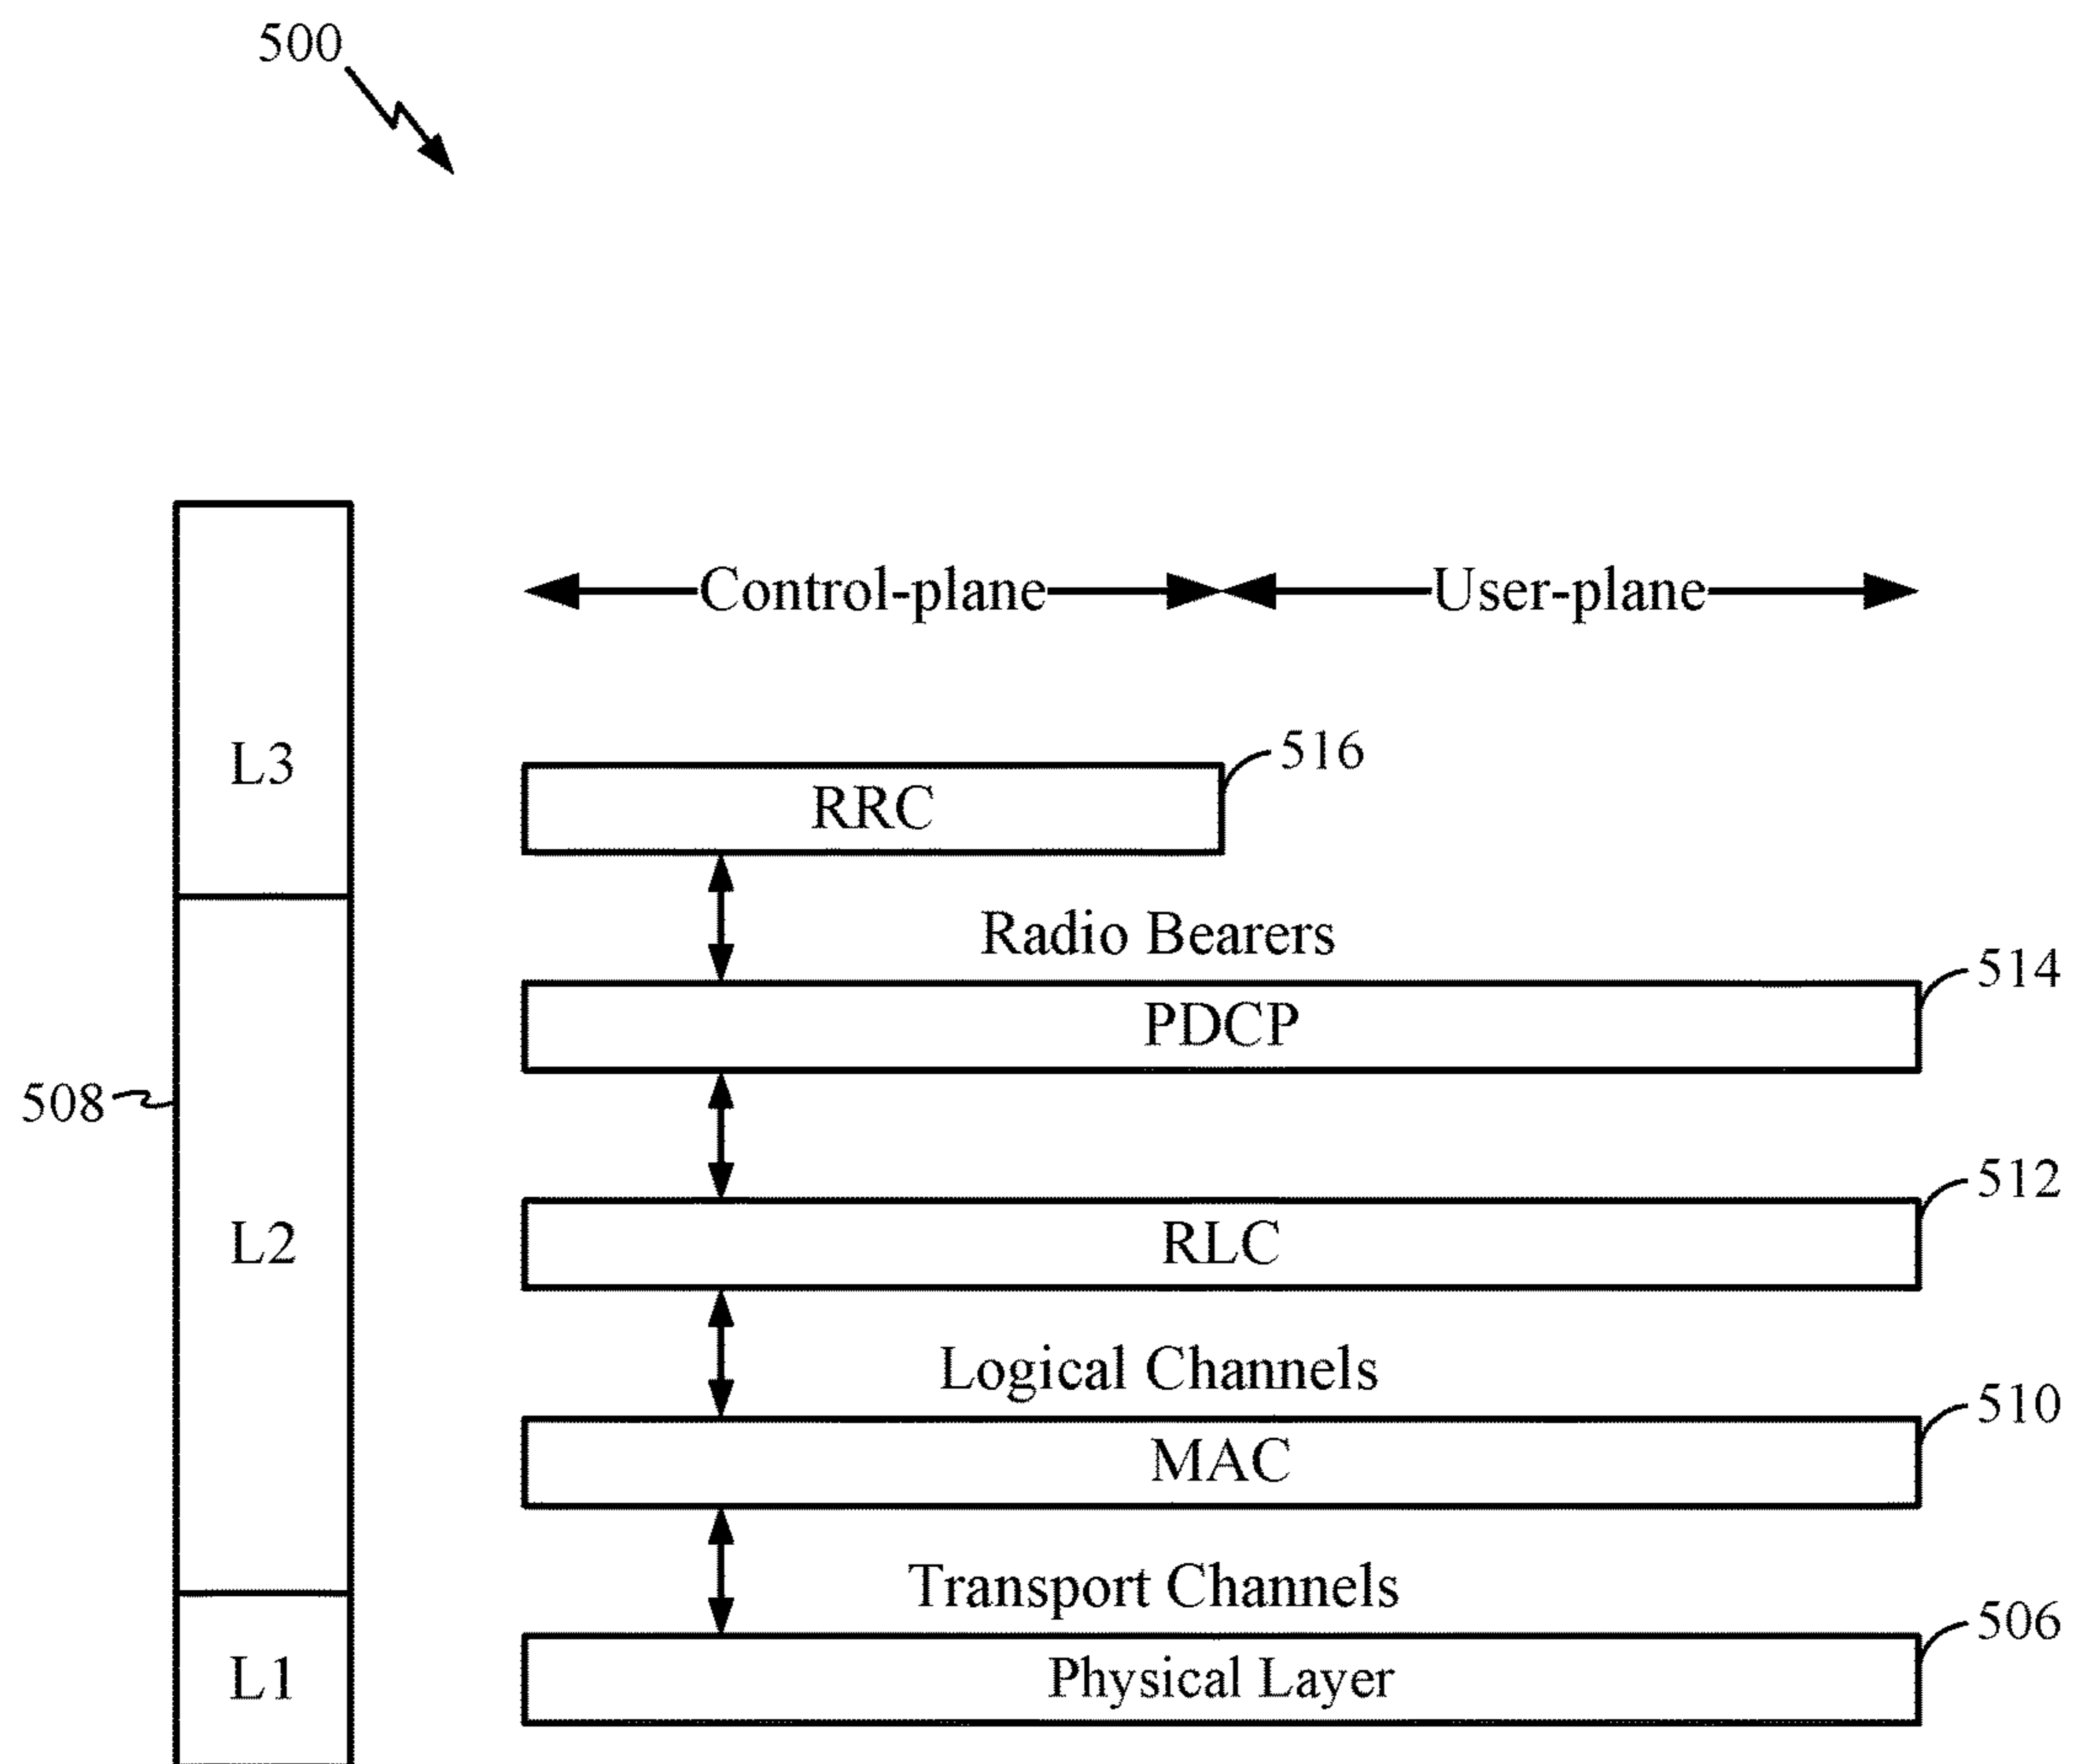 500
Control-plane
User-plane
L3
516
RRC
Radio Bearers
514
PDCP
508
512
L2
RLC
Logical Channels
510
MAC
Transport Channels
506
L1
Physical Layer